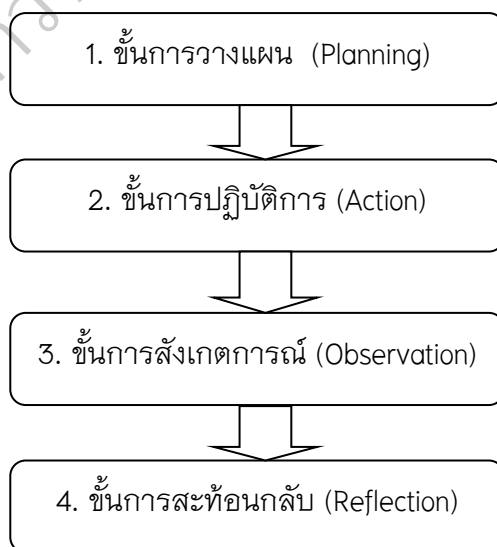 1. ขั้นการวางแผน (Planning)
2. ขั้นการปฏิบัติการ (Action)
3. ขั้นการสังเกตการณ์ (Observation)
4. ขั้นการสะท้อนกลับ (Reflection)